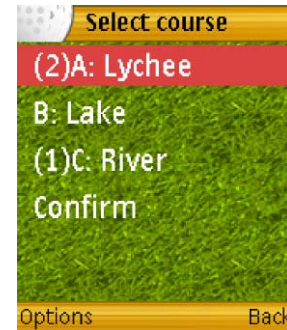 Select course
(2)A: Lychee
B: Lake
(1)C: River
Confirm
Options Back